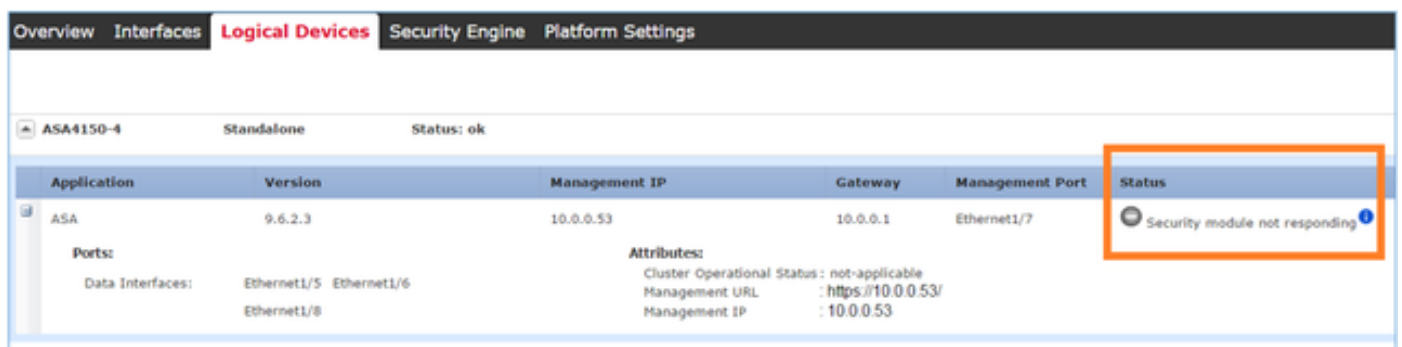 Overview Interfaces Logical Devices Security Engine Platform Settings
ASA4150-4 Standalone Status: ok
Application Version Management IP Gateway Management Port Status
ASA 9.6.2.3 10.0.0.53 10.0.0.1 Ethernet1/7 Security module not responding
Ports: Attributes:
Cluster Operational Status : not-applicable
Data Interfaces: Ethernet1/5 Ethernet1/6 Management URL : https://10.0.0.53/
Ethernet1/8 Management IP : 10.0.0.53